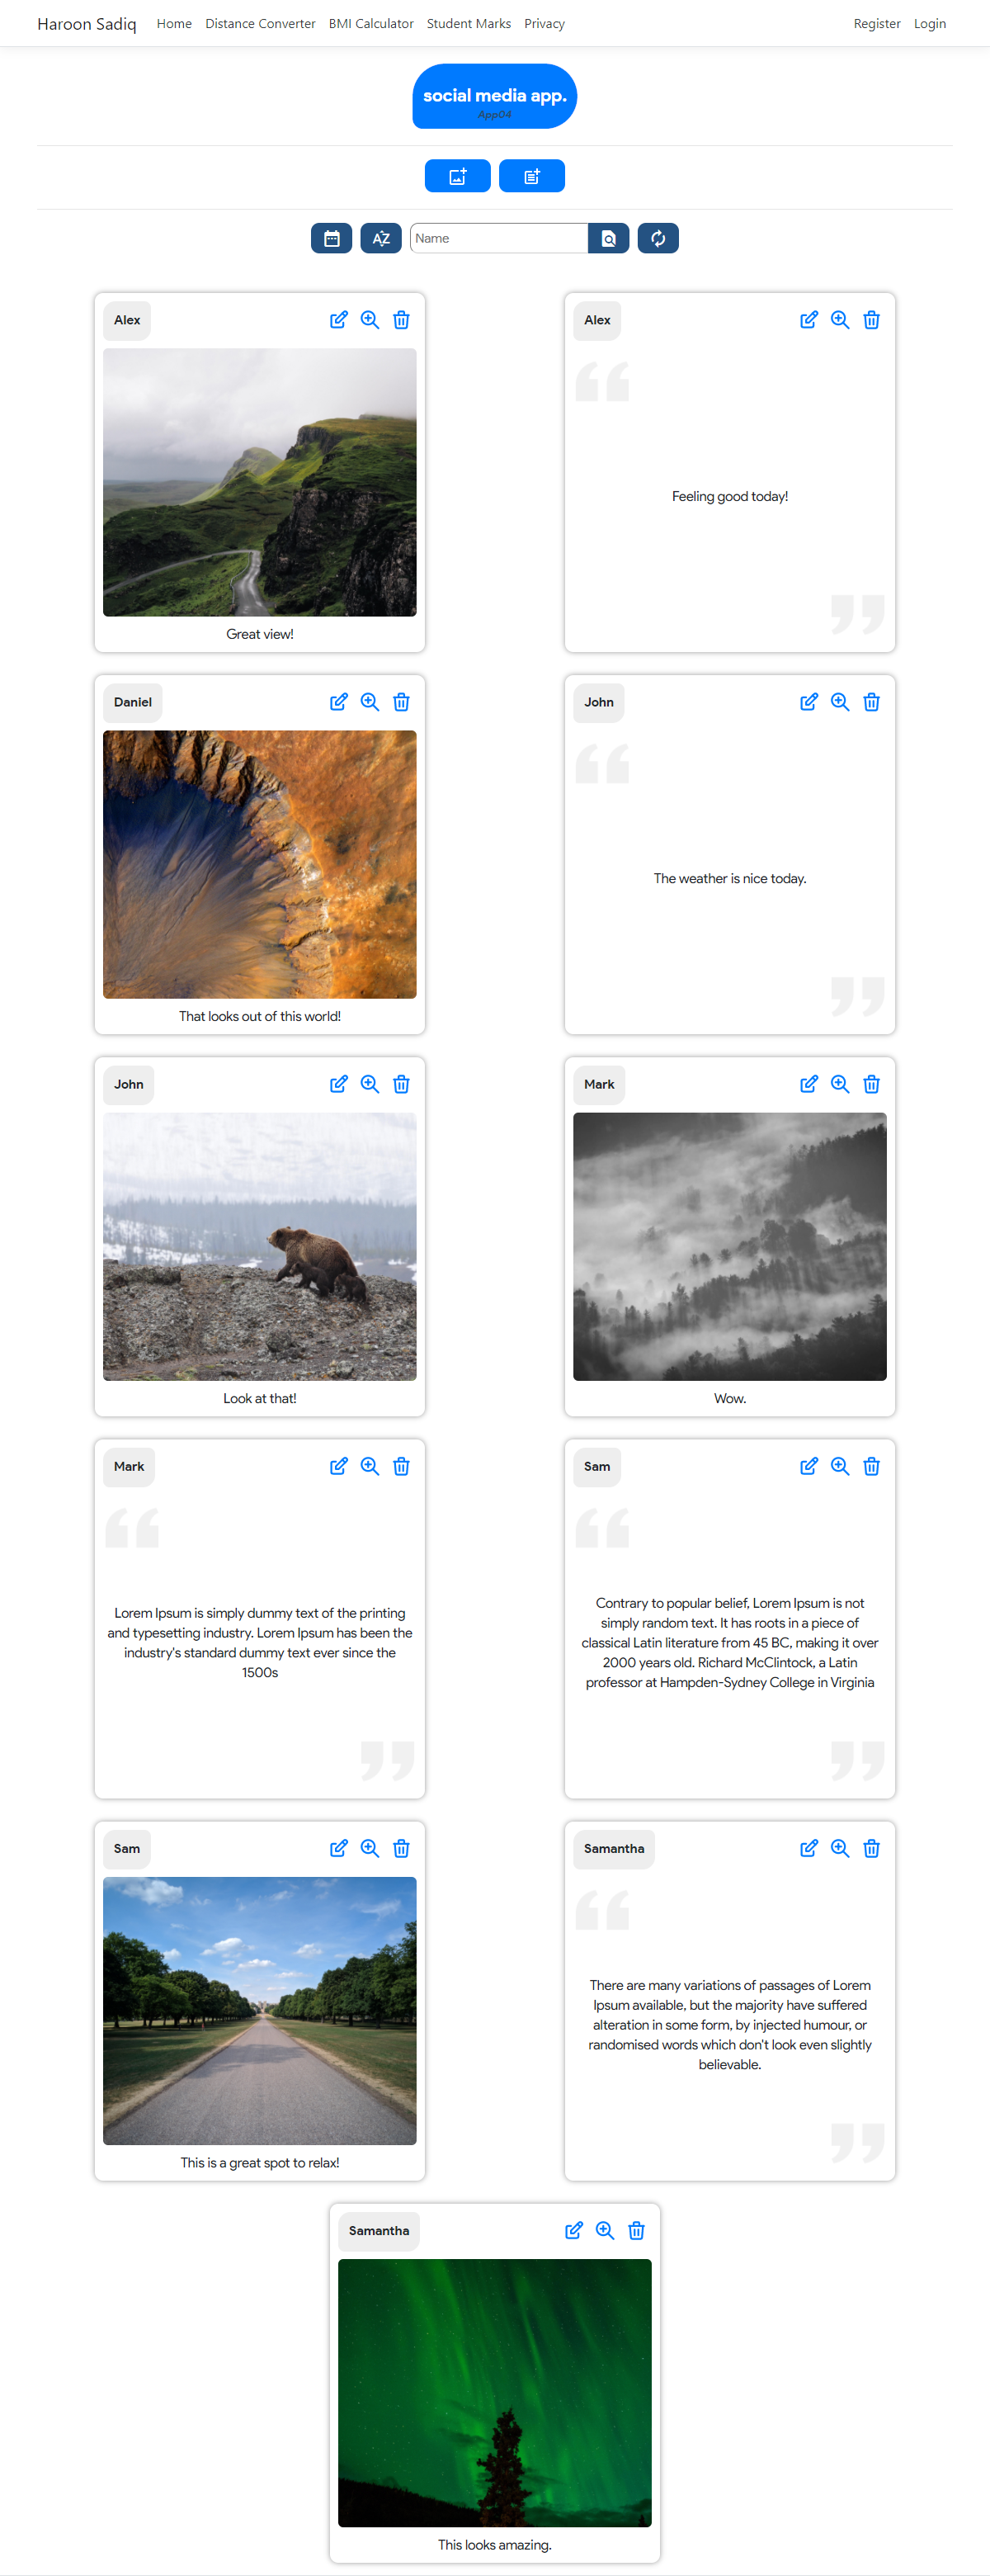 Haroon Sadiq Home Distance Converter BMI Calculator Student Marks Privacy Register Login
social media app.
App04
AZ Name
Alex
Great view!
Alex
Feeling good today!
Daniel
That looks out of this world!
John
The weather is nice today.
John
Look at that!
Mark
Wow.
Mark
Lorem Ipsum is simply dummy text of the printing
and typesetting industry. Lorem Ipsum has been the
industry's standard dummy text ever since the
1500s
Sam
Contrary to popular belief, Lorem Ipsum is not
simply random text. It has roots in a piece of
classical Latin literature from 45 BC, making it over
2000 years old. Richard McClintock, a Latin
professor at Hampden-Sydney College in Virginia
Sam
This is a great spot to relax!
Samantha
There are many variations of passages of Lorem
Ipsum available, but the majority have suffered
alteration in some form, by injected humour, or
randomised words which don't look even slightly
believable.
Samantha
This looks amazing.